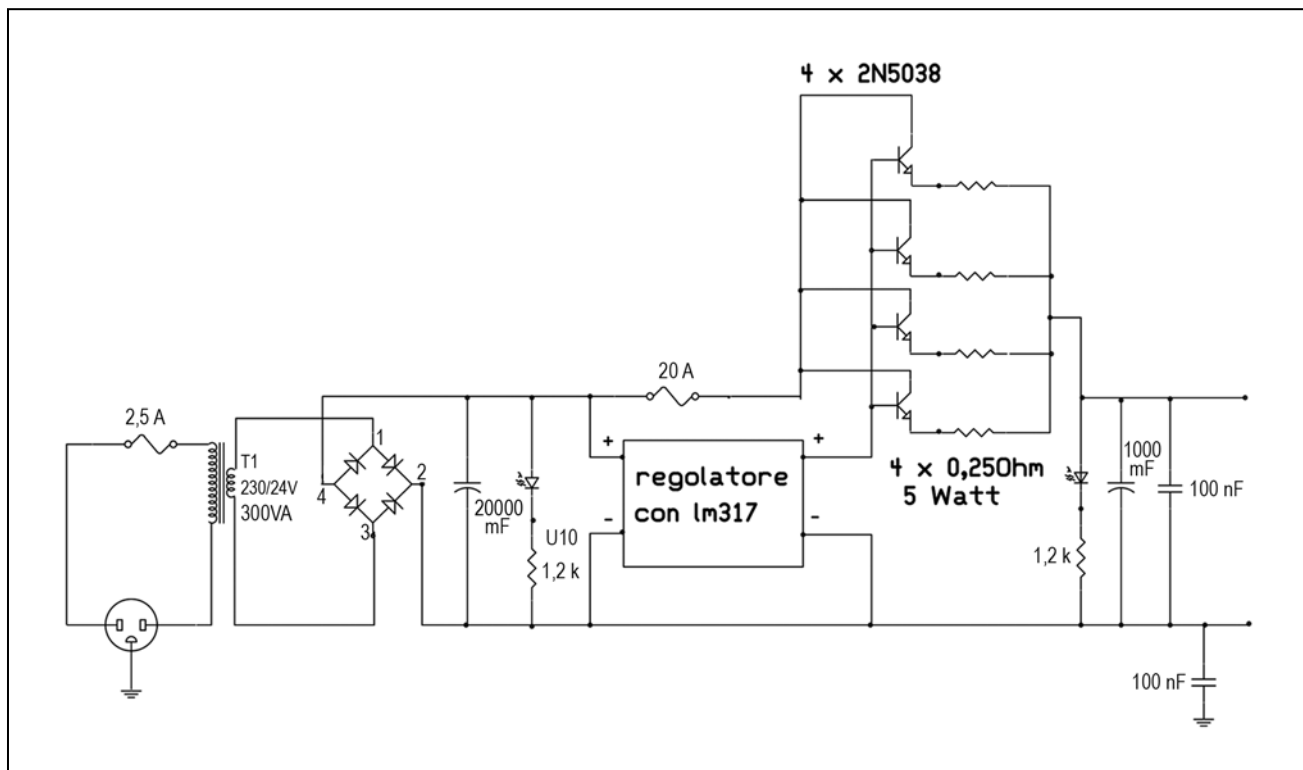 4 x 2N5038
20 A
2,5 A
T1
230/24V
300VA
1
2
3
4
20000
mF
U10
1,2 k
+
-
regolatore
con lm317
+
-
4 x 0,25Ohm
5 Watt
1,2 k
1000
mF
100 nF
100 nF